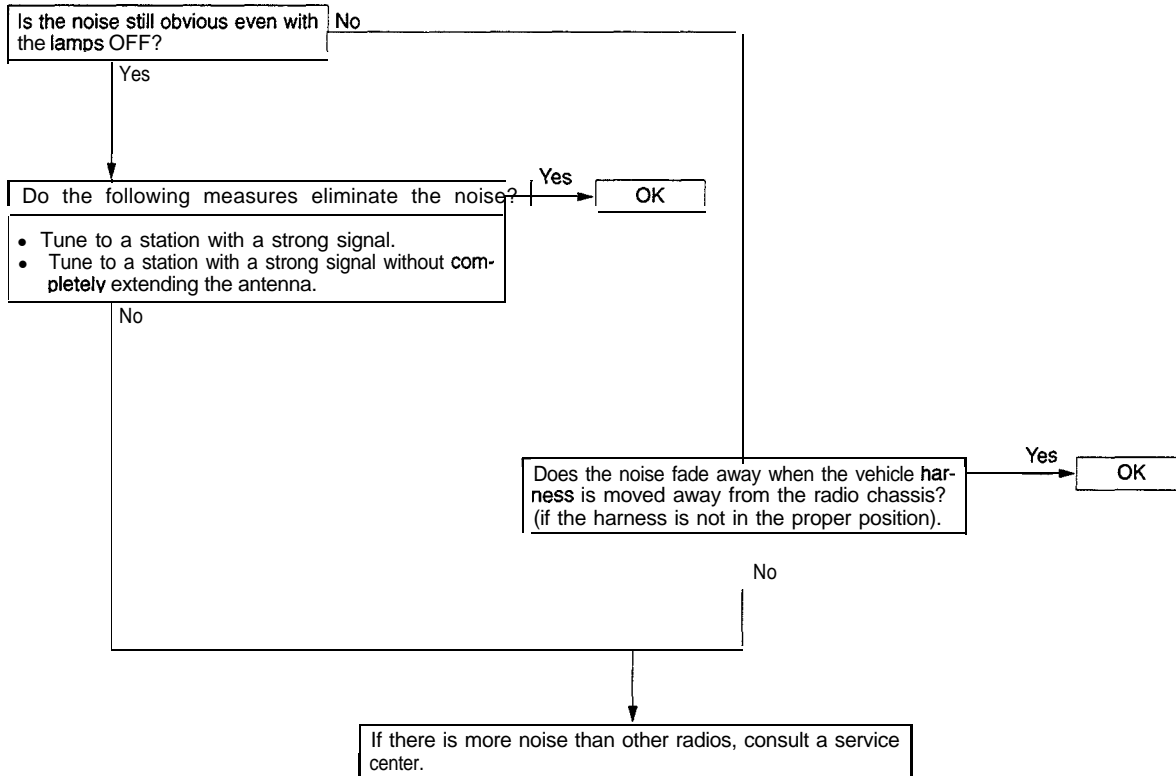 Is the noise still obvious even with
the lamps OFF?
No
Yes
Do the following measures eliminate the noise?
Yes
OK
• Tune to a station with a strong signal.
• Tune to a station with a strong signal without com-
pletely extending the antenna.
No
Does the noise fade away when the vehicle har-
ness is moved away from the radio chassis?
(if the harness is not in the proper position).
Yes
OK
No
If there is more noise than other radios, consult a service
center.